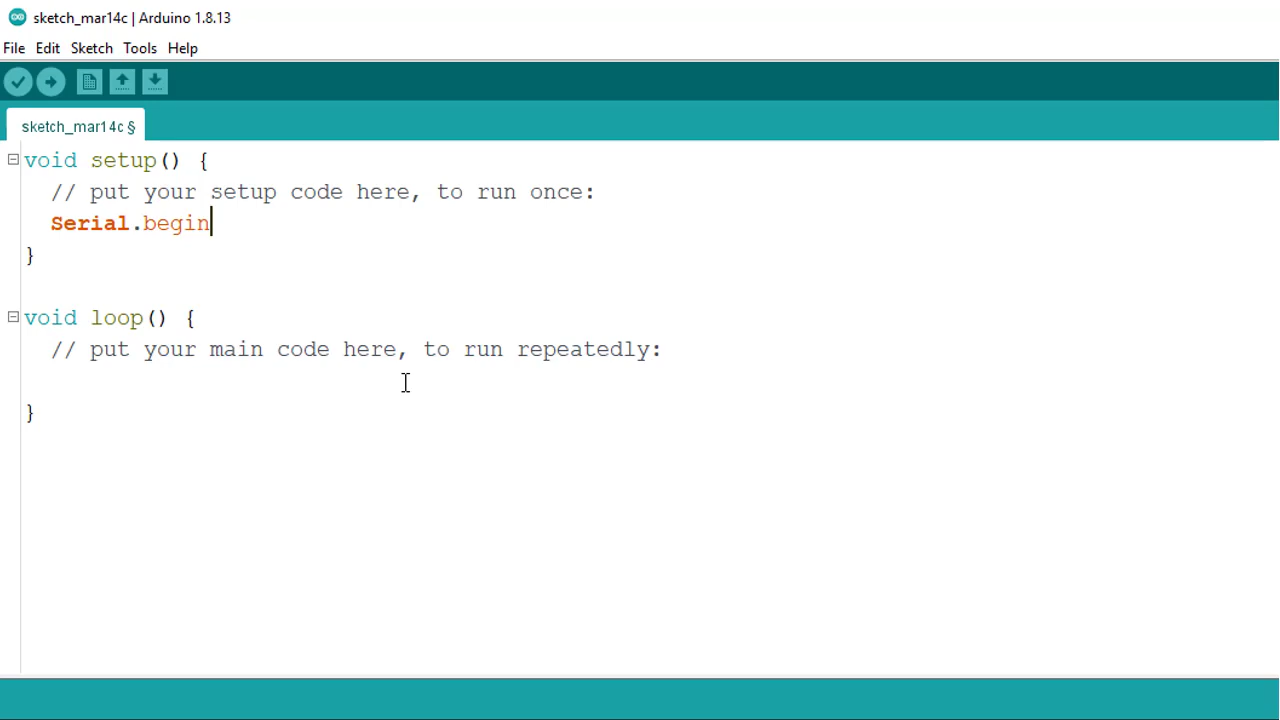 sketch_mar14c | Arduino 1.8.13
File Edit Sketch Tools Help
sketch_mar14c §
void setup() {
  // put your setup code here, to run once:
  Serial.begin
}
void loop() {
  // put your main code here, to run repeatedly:
}